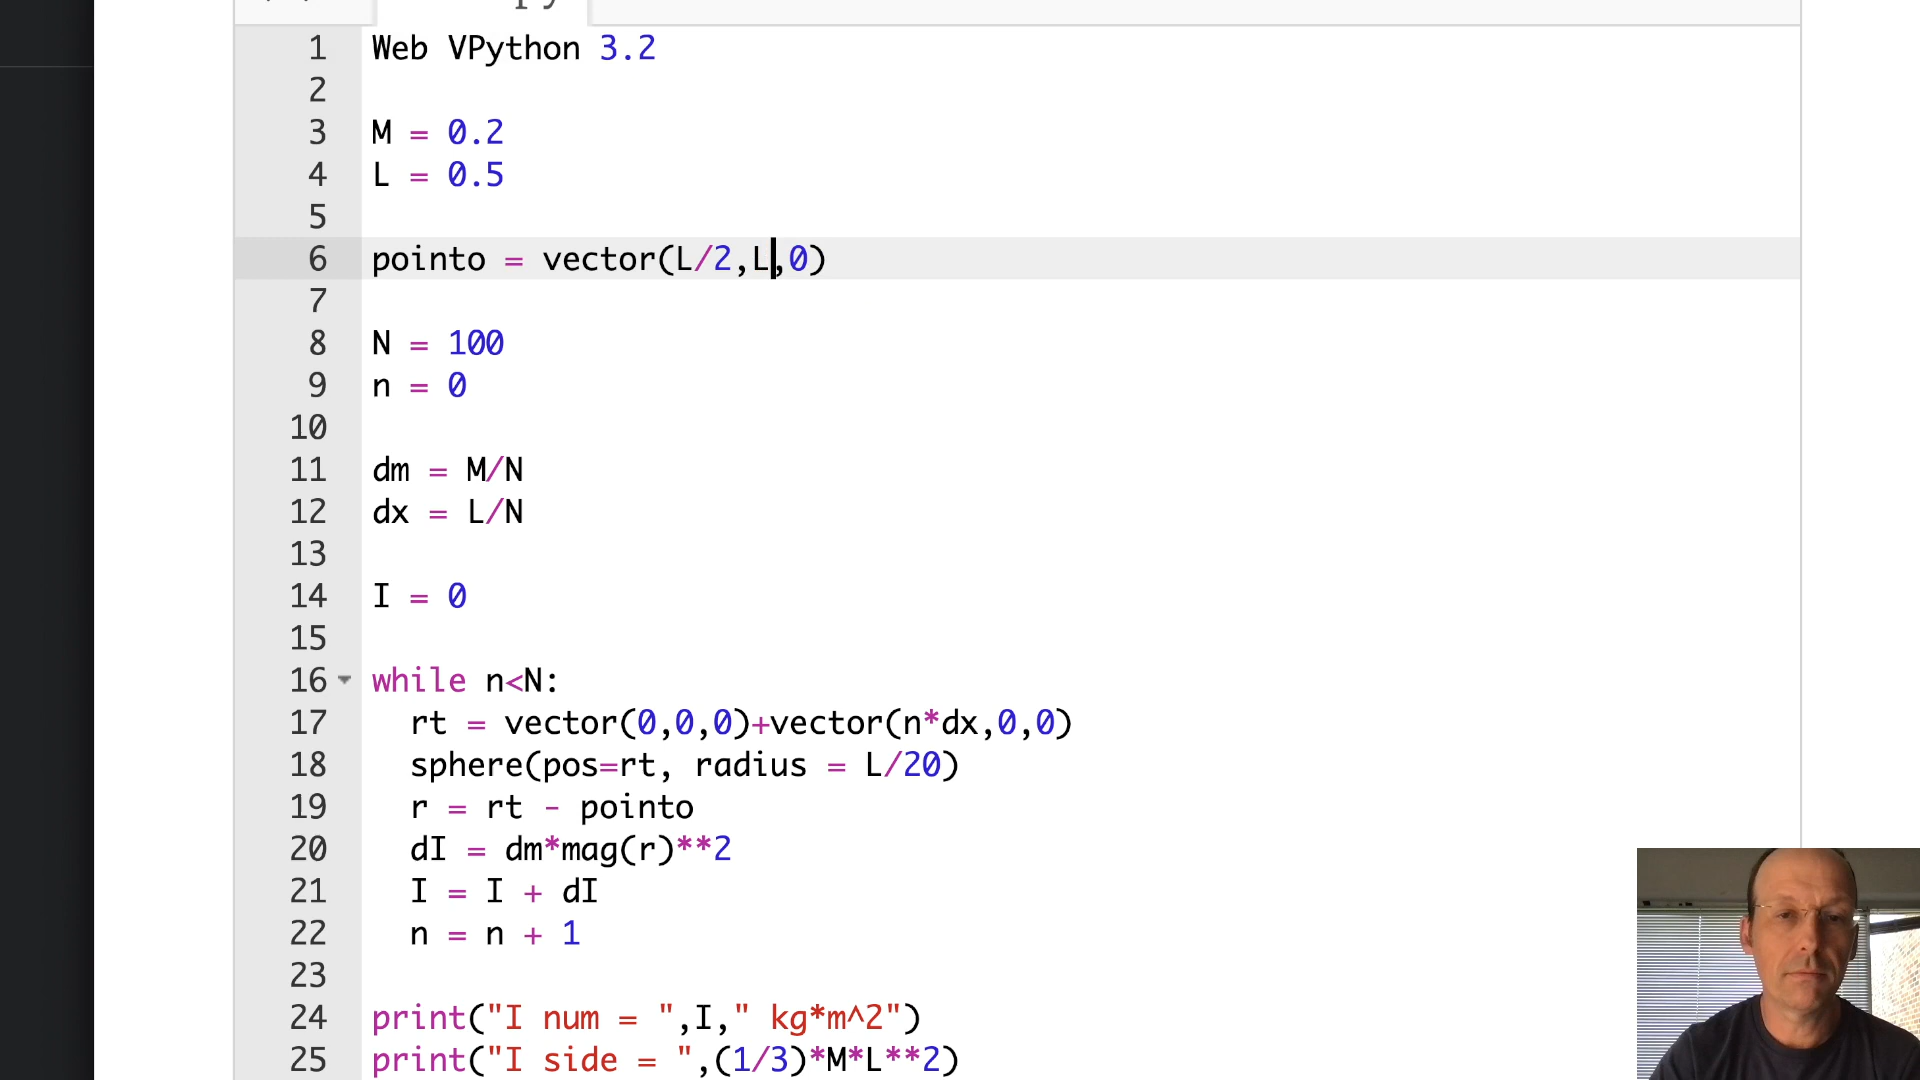 1 Web VPython 3.2
2
3 M = 0.2
4 L = 0.5
5
6 pointo = vector(L/2,L,0)
7
8 N = 100
9 n = 0
10
11 dm = M/N
12 dx = L/N
13
14 I = 0
15
16 while n<N:
17 rt = vector(0,0,0)+vector(n*dx,0,0)
18 sphere(pos=rt, radius = L/20)
19 r = rt - pointo
20 dI = dm*mag(r)**2
21 I = I + dI
22 n = n + 1
23
24 print("I num = ",I," kg*m^2")
25 print("I side = ",(1/3)*M*L**2)